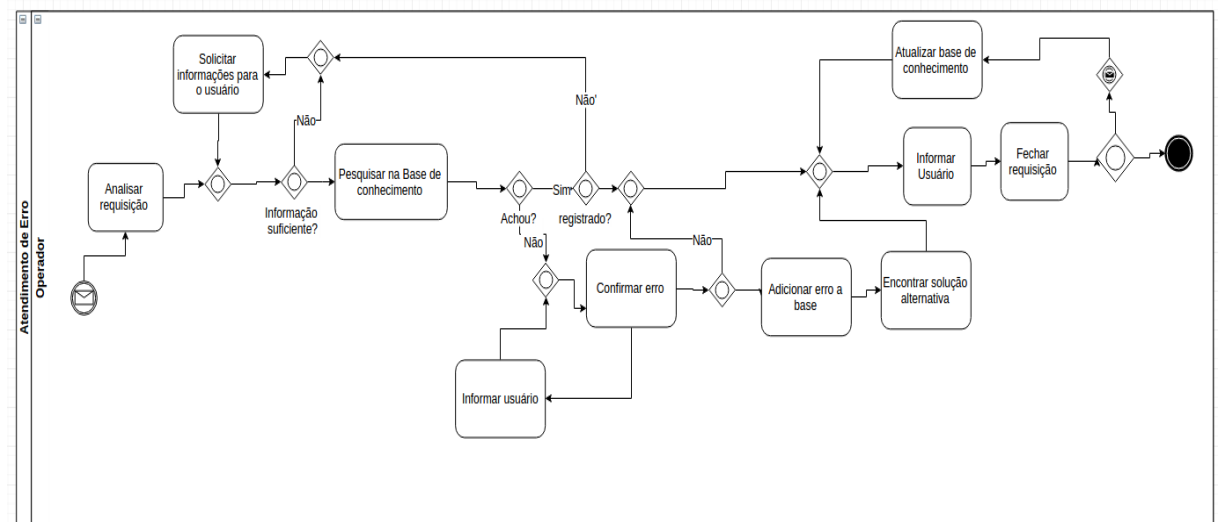 Atendimento de Erro
Operador
Analisar
requisição
Solicitar
informações para
o usuário
Não
Informação
suficiente?
Pesquisar na Base de
conhecimento
Achou?
Sim
Não
Não'
registrado?
Confirmar erro
Informar usuário
Não
Adicionar erro a
base
Encontrar solução
alternativa
Atualizar base de
conhecimento
Informar
Usuário
Fechar
requisição